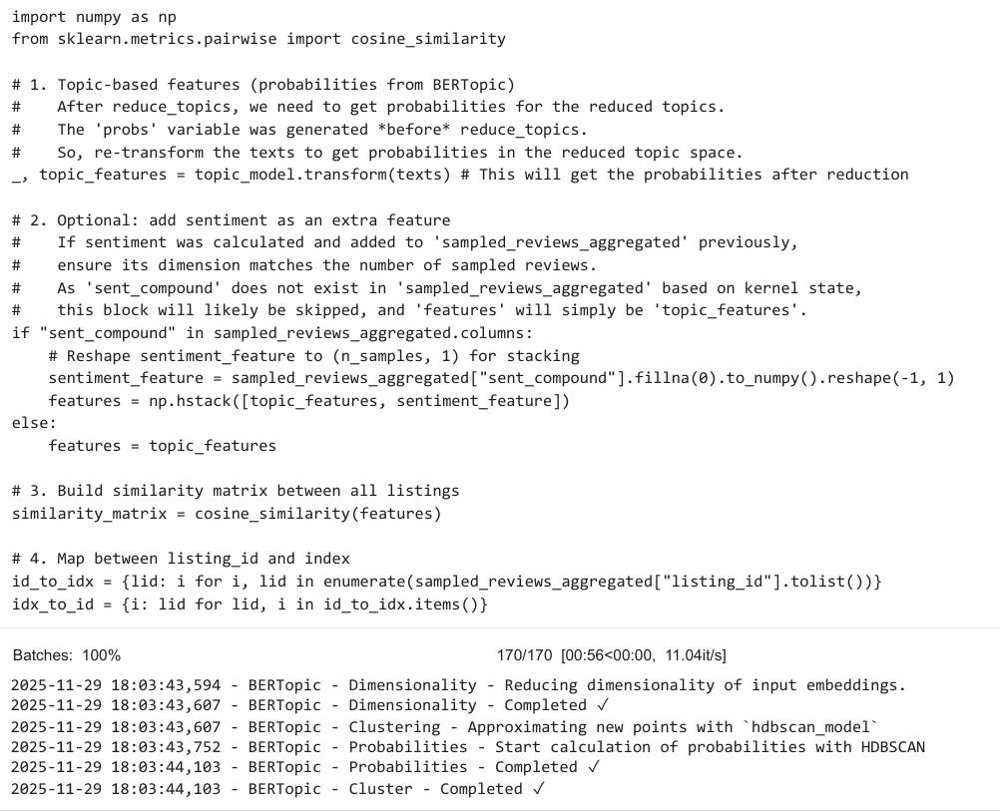 import numpy as np
from sklearn.metrics.pairwise import cosine_similarity

# 1. Topic-based features (probabilities from BERTopic)
#    After reduce_topics, we need to get probabilities for the reduced topics.
#    The 'probs' variable was generated *before* reduce_topics.
#    So, re-transform the texts to get probabilities in the reduced topic space.
_, topic_features = topic_model.transform(texts) # This will get the probabilities after reduction

# 2. Optional: add sentiment as an extra feature
#    If sentiment was calculated and added to 'sampled_reviews_aggregated' previously,
#    ensure its dimension matches the number of sampled reviews.
#    As 'sent_compound' does not exist in 'sampled_reviews_aggregated' based on kernel state,
#    this block will likely be skipped, and 'features' will simply be 'topic_features'.
if "sent_compound" in sampled_reviews_aggregated.columns:
    # Reshape sentiment_feature to (n_samples, 1) for stacking
    sentiment_feature = sampled_reviews_aggregated["sent_compound"].fillna(0).to_numpy().reshape(-1, 1)
    features = np.hstack([topic_features, sentiment_feature])
else:
    features = topic_features

# 3. Build similarity matrix between all listings
similarity_matrix = cosine_similarity(features)

# 4. Map between listing_id and index
id_to_idx = {lid: i for i, lid in enumerate(sampled_reviews_aggregated["listing_id"].tolist())}
idx_to_id = {i: lid for lid, i in id_to_idx.items()}

Batches: 100% 170/170 [00:56<00:00, 11.04it/s]
2025-11-29 18:03:43,594 - BERTopic - Dimensionality - Reducing dimensionality of input embeddings.
2025-11-29 18:03:43,607 - BERTopic - Dimensionality - Completed ✓
2025-11-29 18:03:43,607 - BERTopic - Clustering - Approximating new points with `hdbscan_model`
2025-11-29 18:03:43,752 - BERTopic - Probabilities - Start calculation of probabilities with HDBSCAN
2025-11-29 18:03:44,103 - BERTopic - Probabilities - Completed ✓
2025-11-29 18:03:44,103 - BERTopic - Cluster - Completed ✓